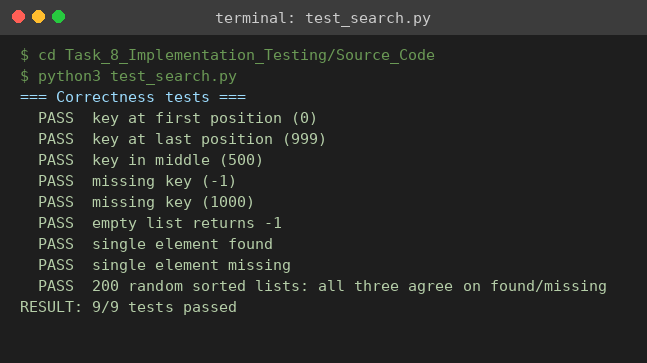 terminal: test_search.py
$ cd Task_8_Implementation_Testing/Source_Code
$ python3 test_search.py
=== Correctness tests ===
  PASS  key at first position (0)
  PASS  key at last position (999)
  PASS  key in middle (500)
  PASS  missing key (-1)
  PASS  missing key (1000)
  PASS  empty list returns -1
  PASS  single element found
  PASS  single element missing
  PASS  200 random sorted lists: all three agree on found/missing
RESULT: 9/9 tests passed